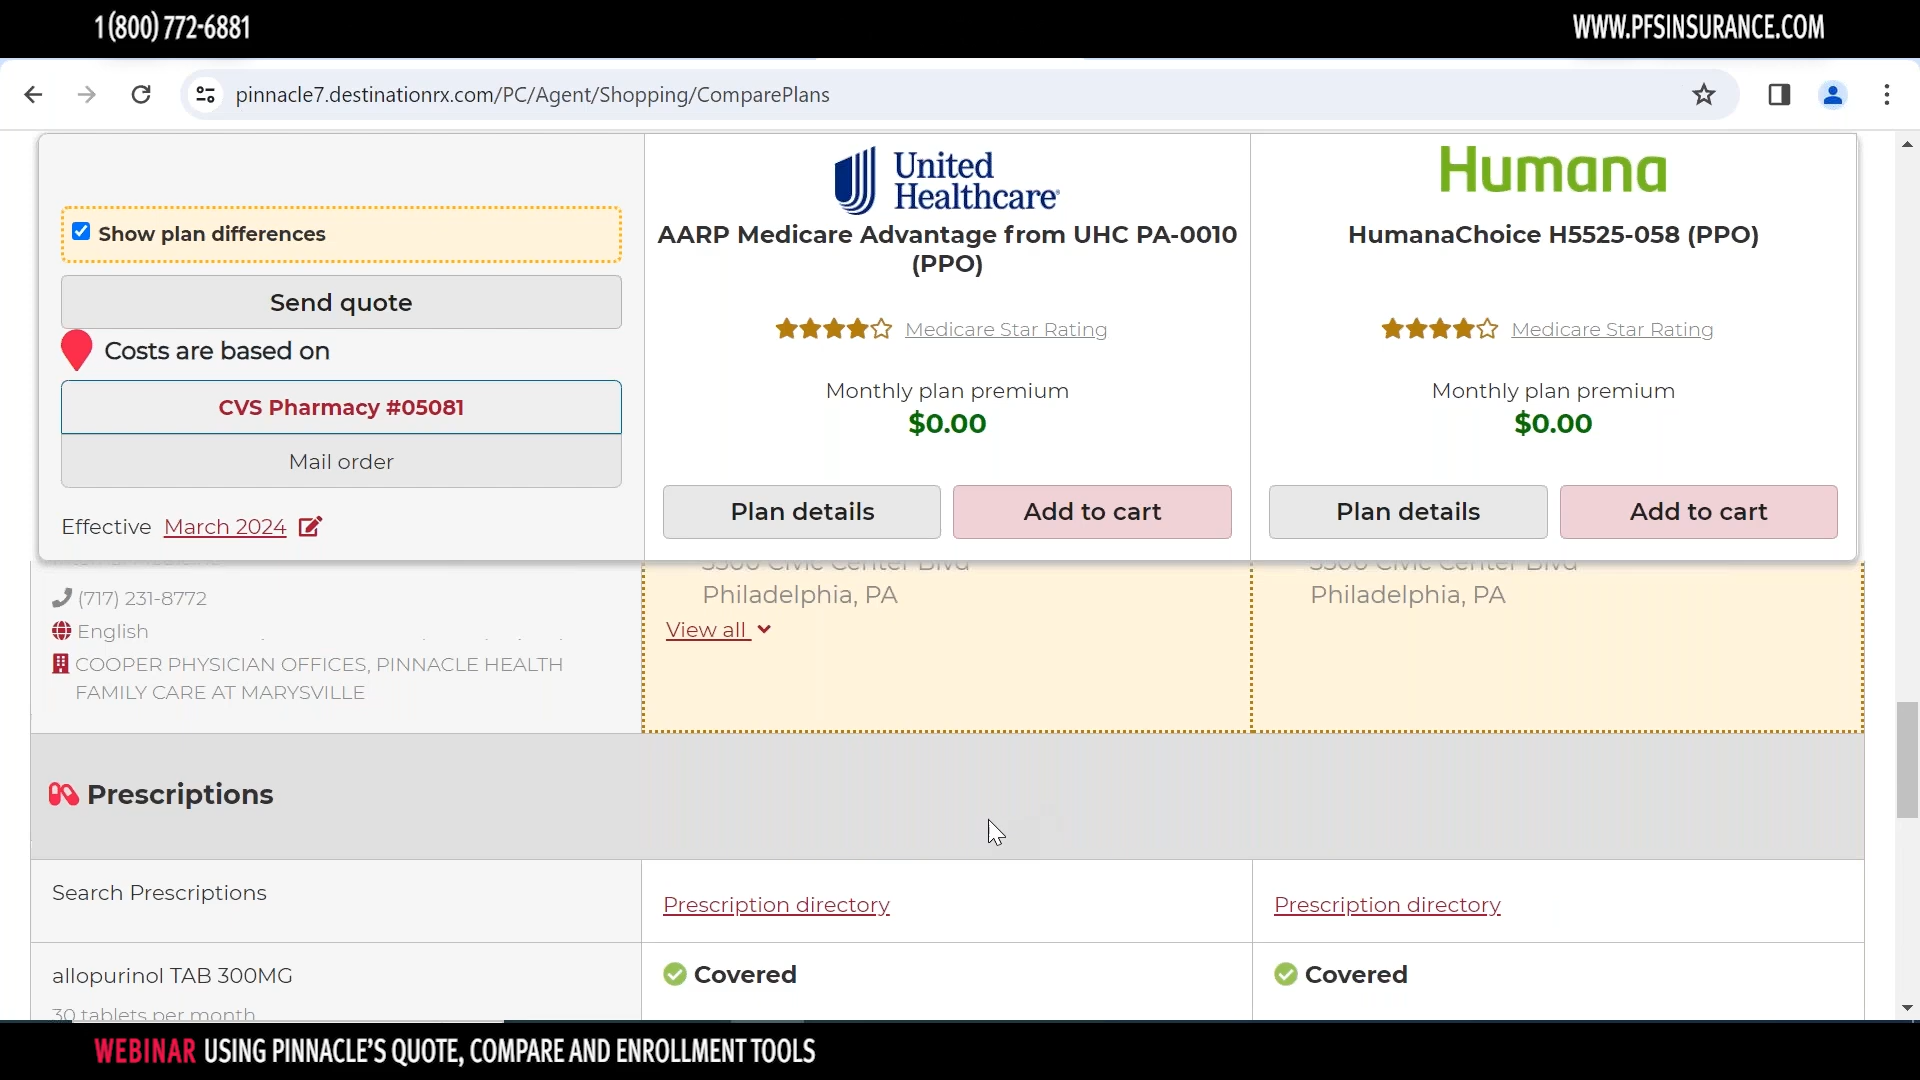 1 (800) 772-6881
WWW.PFSINSURANCE.COM
pinnacle7.destinationrx.com/PC/Agent/Shopping/ComparePlans
Show plan differences
Send quote
Costs are based on
CVS Pharmacy #05081
Mail order
Effective March 2024
United
Healthcare
AARP Medicare Advantage from UHC PA-0010
(PPO)
Medicare Star Rating
Monthly plan premium
$0.00
Plan details
Add to cart
Humana
HumanaChoice H5525-058 (PPO)
Medicare Star Rating
Monthly plan premium
$0.00
Plan details
Add to cart
(717) 231-8772
English
COOPER PHYSICIAN OFFICES, PINNACLE HEALTH
FAMILY CARE AT MARYSVILLE
Civic Center Blvd
Philadelphia, PA
View all
Civic Center Blvd
Philadelphia, PA
Prescriptions
Search Prescriptions
Prescription directory
Prescription directory
allopurinol TAB 300MG
30 tablets per month
Covered
Covered
WEBINAR USING PINNACLE'S QUOTE, COMPARE AND ENROLLMENT TOOLS